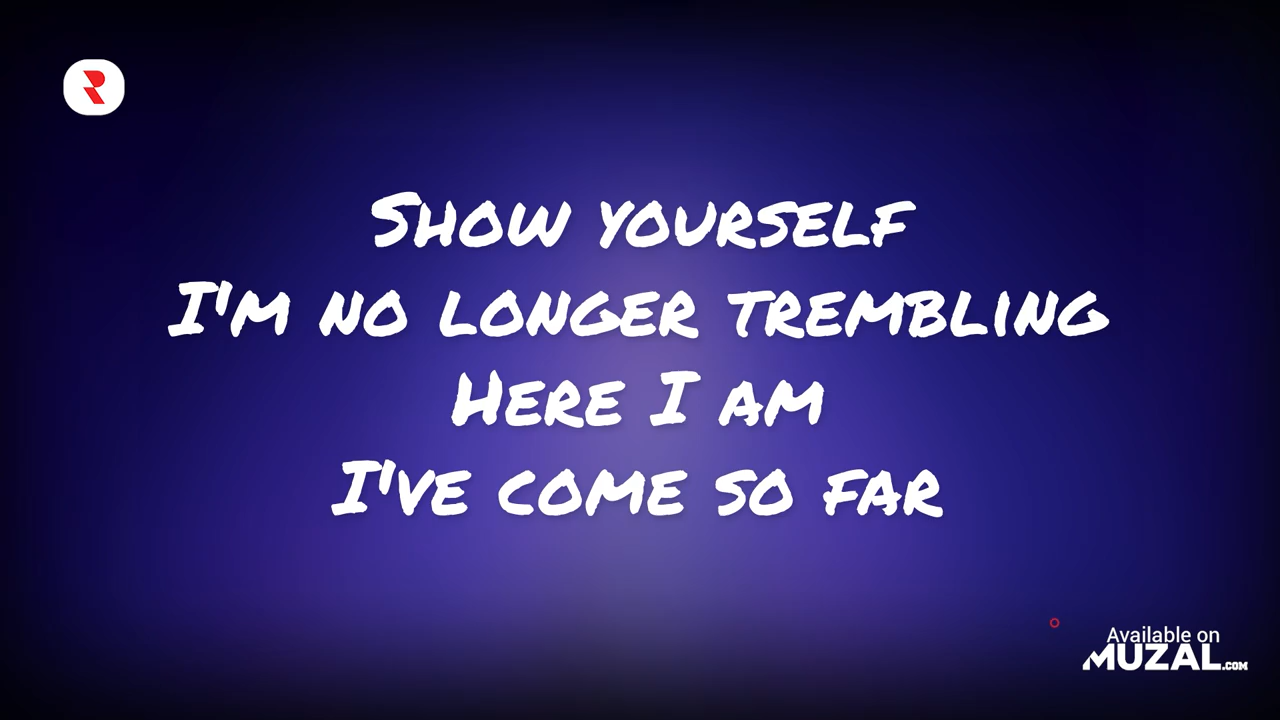 R
Show yourself
I'm no longer trembling
Here I am
I've come so far
Available on
MUZAL.COM